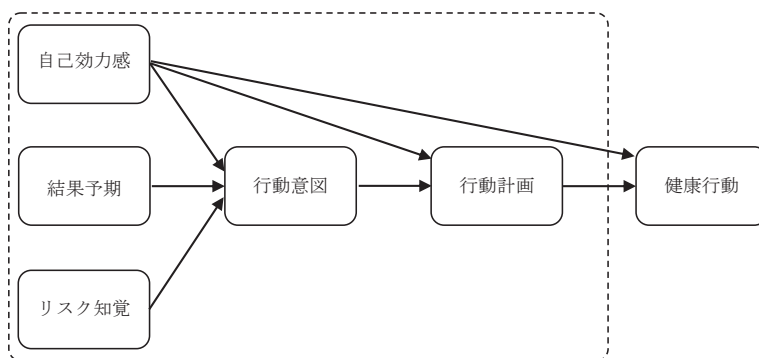 自己効力感
結果予期
行動意図
行動計画
健康行動
リスク知覚